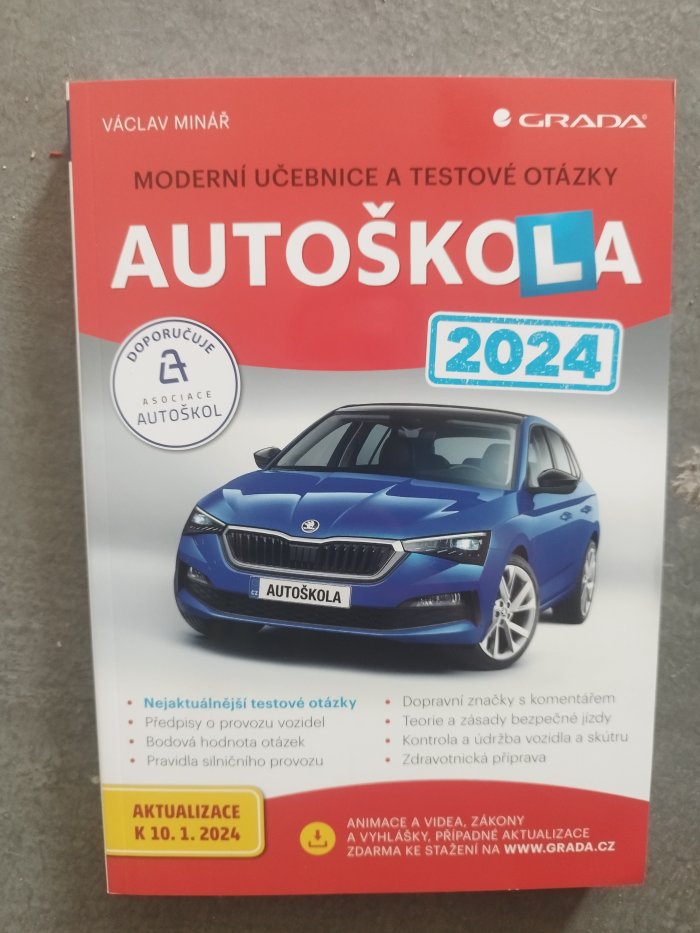 VÁCLAV MINÁŘ
GRADA
MODERNÍ UČEBNICE A TESTOVÉ OTÁZKY
AUTOŠKOLA
2024
DOPORUČUJE
ASOCIACE
AUTOŠKOL
CZ
AUTOŠKOLA
• Nejaktuálnější testové otázky
• Předpisy o provozu vozidel
• Bodová hodnota otázek
• Pravidla silničního provozu
• Dopravní značky s komentářem
• Teorie a zásady bezpečné jízdy
• Kontrola a údržba vozidla a skútru
• Zdravotnická příprava
AKTUALIZACE
K 10. 1. 2024
ANIMACE A VIDEA, ZÁKONY
A VYHLÁŠKY, PŘÍPADNÉ AKTUALIZACE
ZDARMA KE STAŽENÍ NA WWW.GRADA.CZ